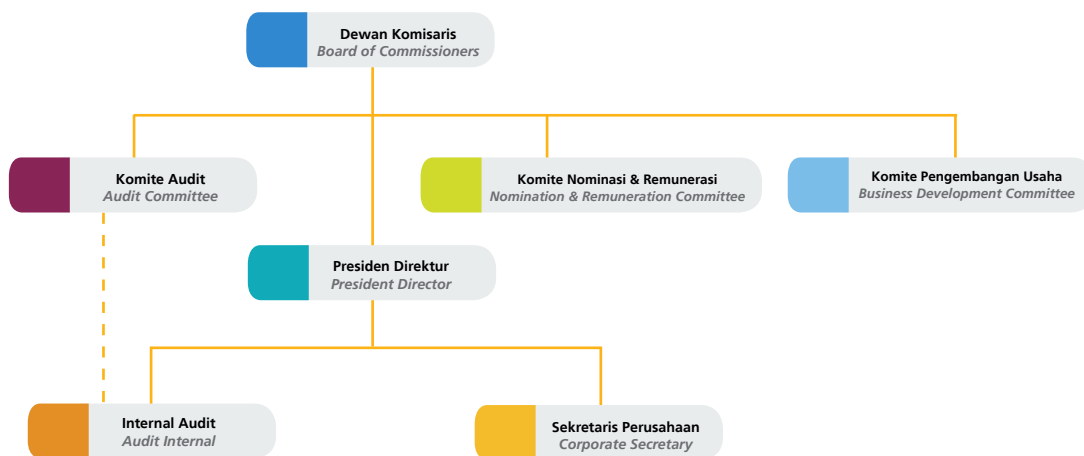 Dewan Komisaris
Board of Commissioners
Komite Audit
Audit Committee
Komite Nominasi & Remunerasi
Nomination & Remuneration Committee
Komite Pengembangan Usaha
Business Development Committee
Presiden Direktur
President Director
Internal Audit
Audit Internal
Sekretaris Perusahaan
Corporate Secretary